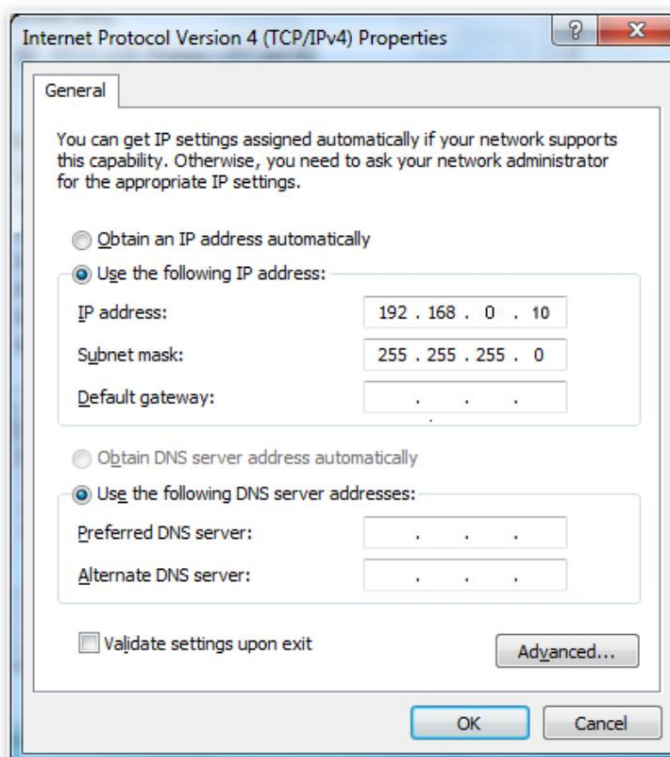 Internet Protocol Version 4 (TCP/IPv4) Properties
?
X
General
You can get IP settings assigned automatically if your network supports
this capability. Otherwise, you need to ask your network administrator
for the appropriate IP settings.
Obtain an IP address automatically
Use the following IP address:
IP address: 192 . 168 . 0 . 10
Subnet mask: 255 . 255 . 255 . 0
Default gateway: . . .
Obtain DNS server address automatically
Use the following DNS server addresses:
Preferred DNS server: . . .
Alternate DNS server: . . .
Validate settings upon exit
Advanced...
OK Cancel